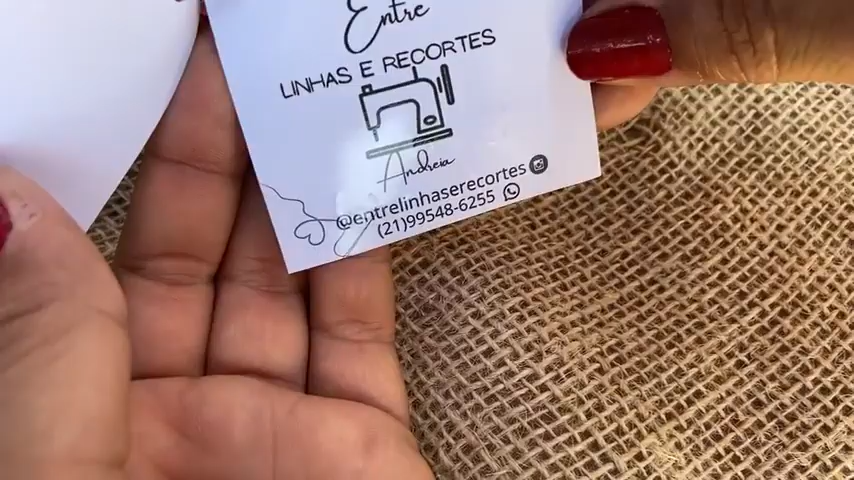 Entre
LINHAS E RECORTES
Andreia
@entrelinhaserecortes
(21)99548-6255